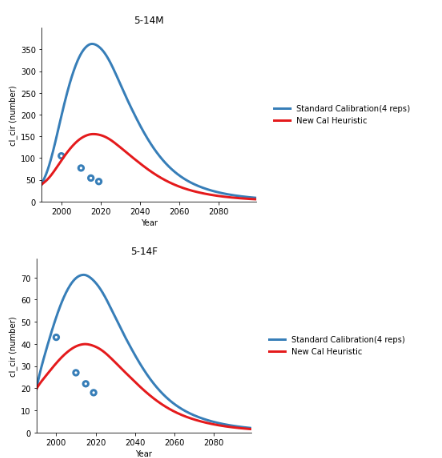 5-14M
cl_cir (number)
350
300
250
200
150
100
50
0
2000 2020 2040 2060 2080
Year
Standard Calibration(4 reps)
New Cal Heuristic
5-14F
cl_cir (number)
70
60
50
40
30
20
10
0
2000 2020 2040 2060 2080
Year
Standard Calibration(4 reps)
New Cal Heuristic